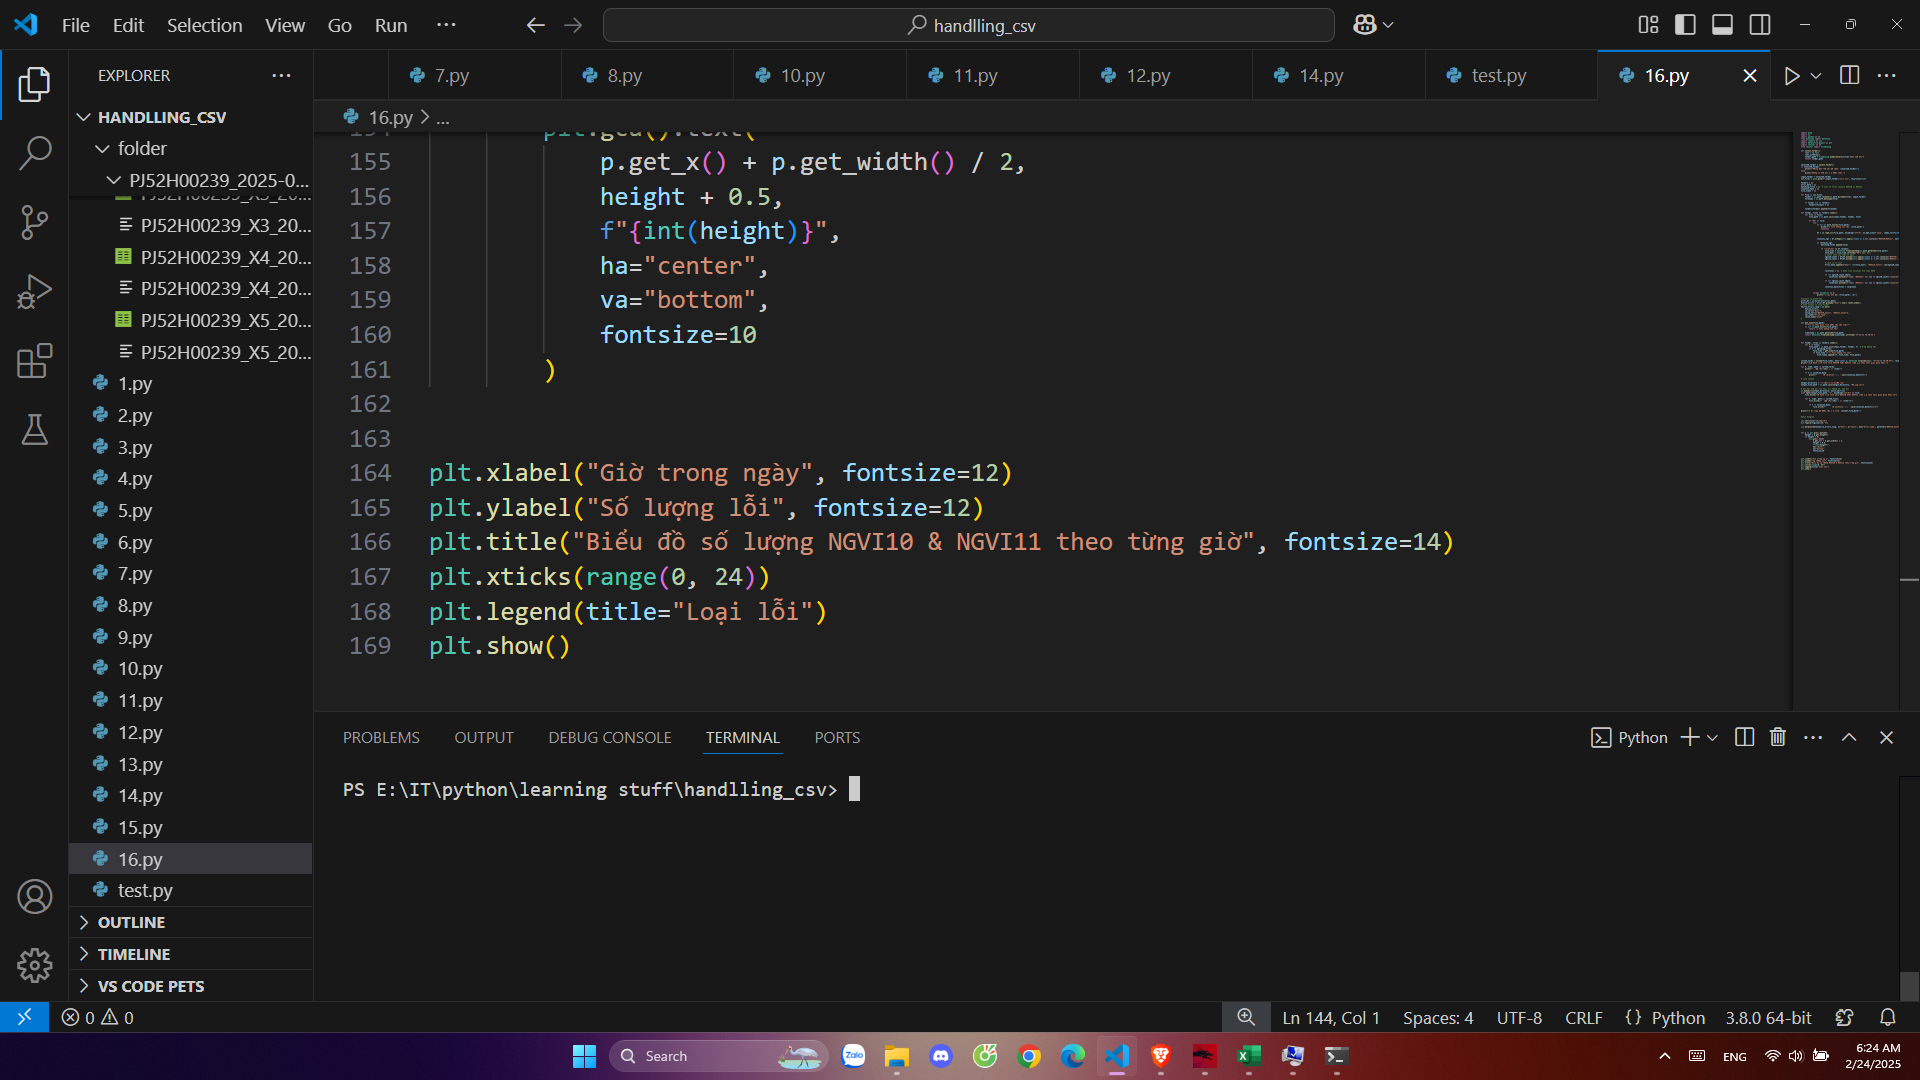 File Edit Selection View Go Run ···
handlling_csv
EXPLORER ···
HANDLLING_CSV
folder
PJ52H00239_2025-0...
PJ52H00239_X3_20...
PJ52H00239_X4_20...
PJ52H00239_X4_20...
PJ52H00239_X5_20...
PJ52H00239_X5_20...
1.py
2.py
3.py
4.py
5.py
6.py
7.py
8.py
9.py
10.py
11.py
12.py
13.py
14.py
15.py
16.py
test.py
OUTLINE
TIMELINE
VS CODE PETS
7.py 8.py 10.py 11.py 12.py 14.py test.py 16.py
16.py > ...
155 p.get_x() + p.get_width() / 2,
156 height + 0.5,
157 f"{int(height)}",
158 ha="center",
159 va="bottom",
160 fontsize=10
161 )
162
163
164 plt.xlabel("Giờ trong ngày", fontsize=12)
165 plt.ylabel("Số lượng lỗi", fontsize=12)
166 plt.title("Biểu đồ số lượng NGVI10 & NGVI11 theo từng giờ", fontsize=14)
167 plt.xticks(range(0, 24))
168 plt.legend(title="Loại lỗi")
169 plt.show()
PROBLEMS OUTPUT DEBUG CONSOLE TERMINAL PORTS
Python
PS E:\IT\python\learning stuff\handlling_csv>
0 0
Ln 144, Col 1 Spaces: 4 UTF-8 CRLF {} Python 3.8.0 64-bit
Search
Zalo
ENG
6:24 AM
2/24/2025